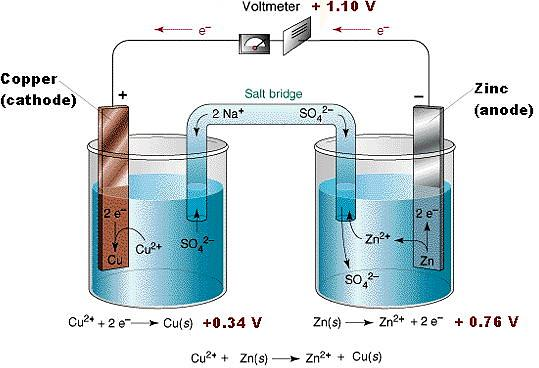 Voltmeter + 1.10 V
e⁻ e⁻
Copper
(cathode)
+
−
Zinc
(anode)
Salt bridge
2 Na⁺ SO₄²⁻
2 e⁻
Cu²⁺
Cu
SO₄²⁻
2 e⁻
Zn²⁺
Zn
SO₄²⁻
Cu²⁺ + 2 e⁻ ⟶ Cu(s) +0.34 V
Zn(s) ⟶ Zn²⁺ + 2 e⁻ + 0.76 V
Cu²⁺ + Zn(s) ⟶ Zn²⁺ + Cu(s)